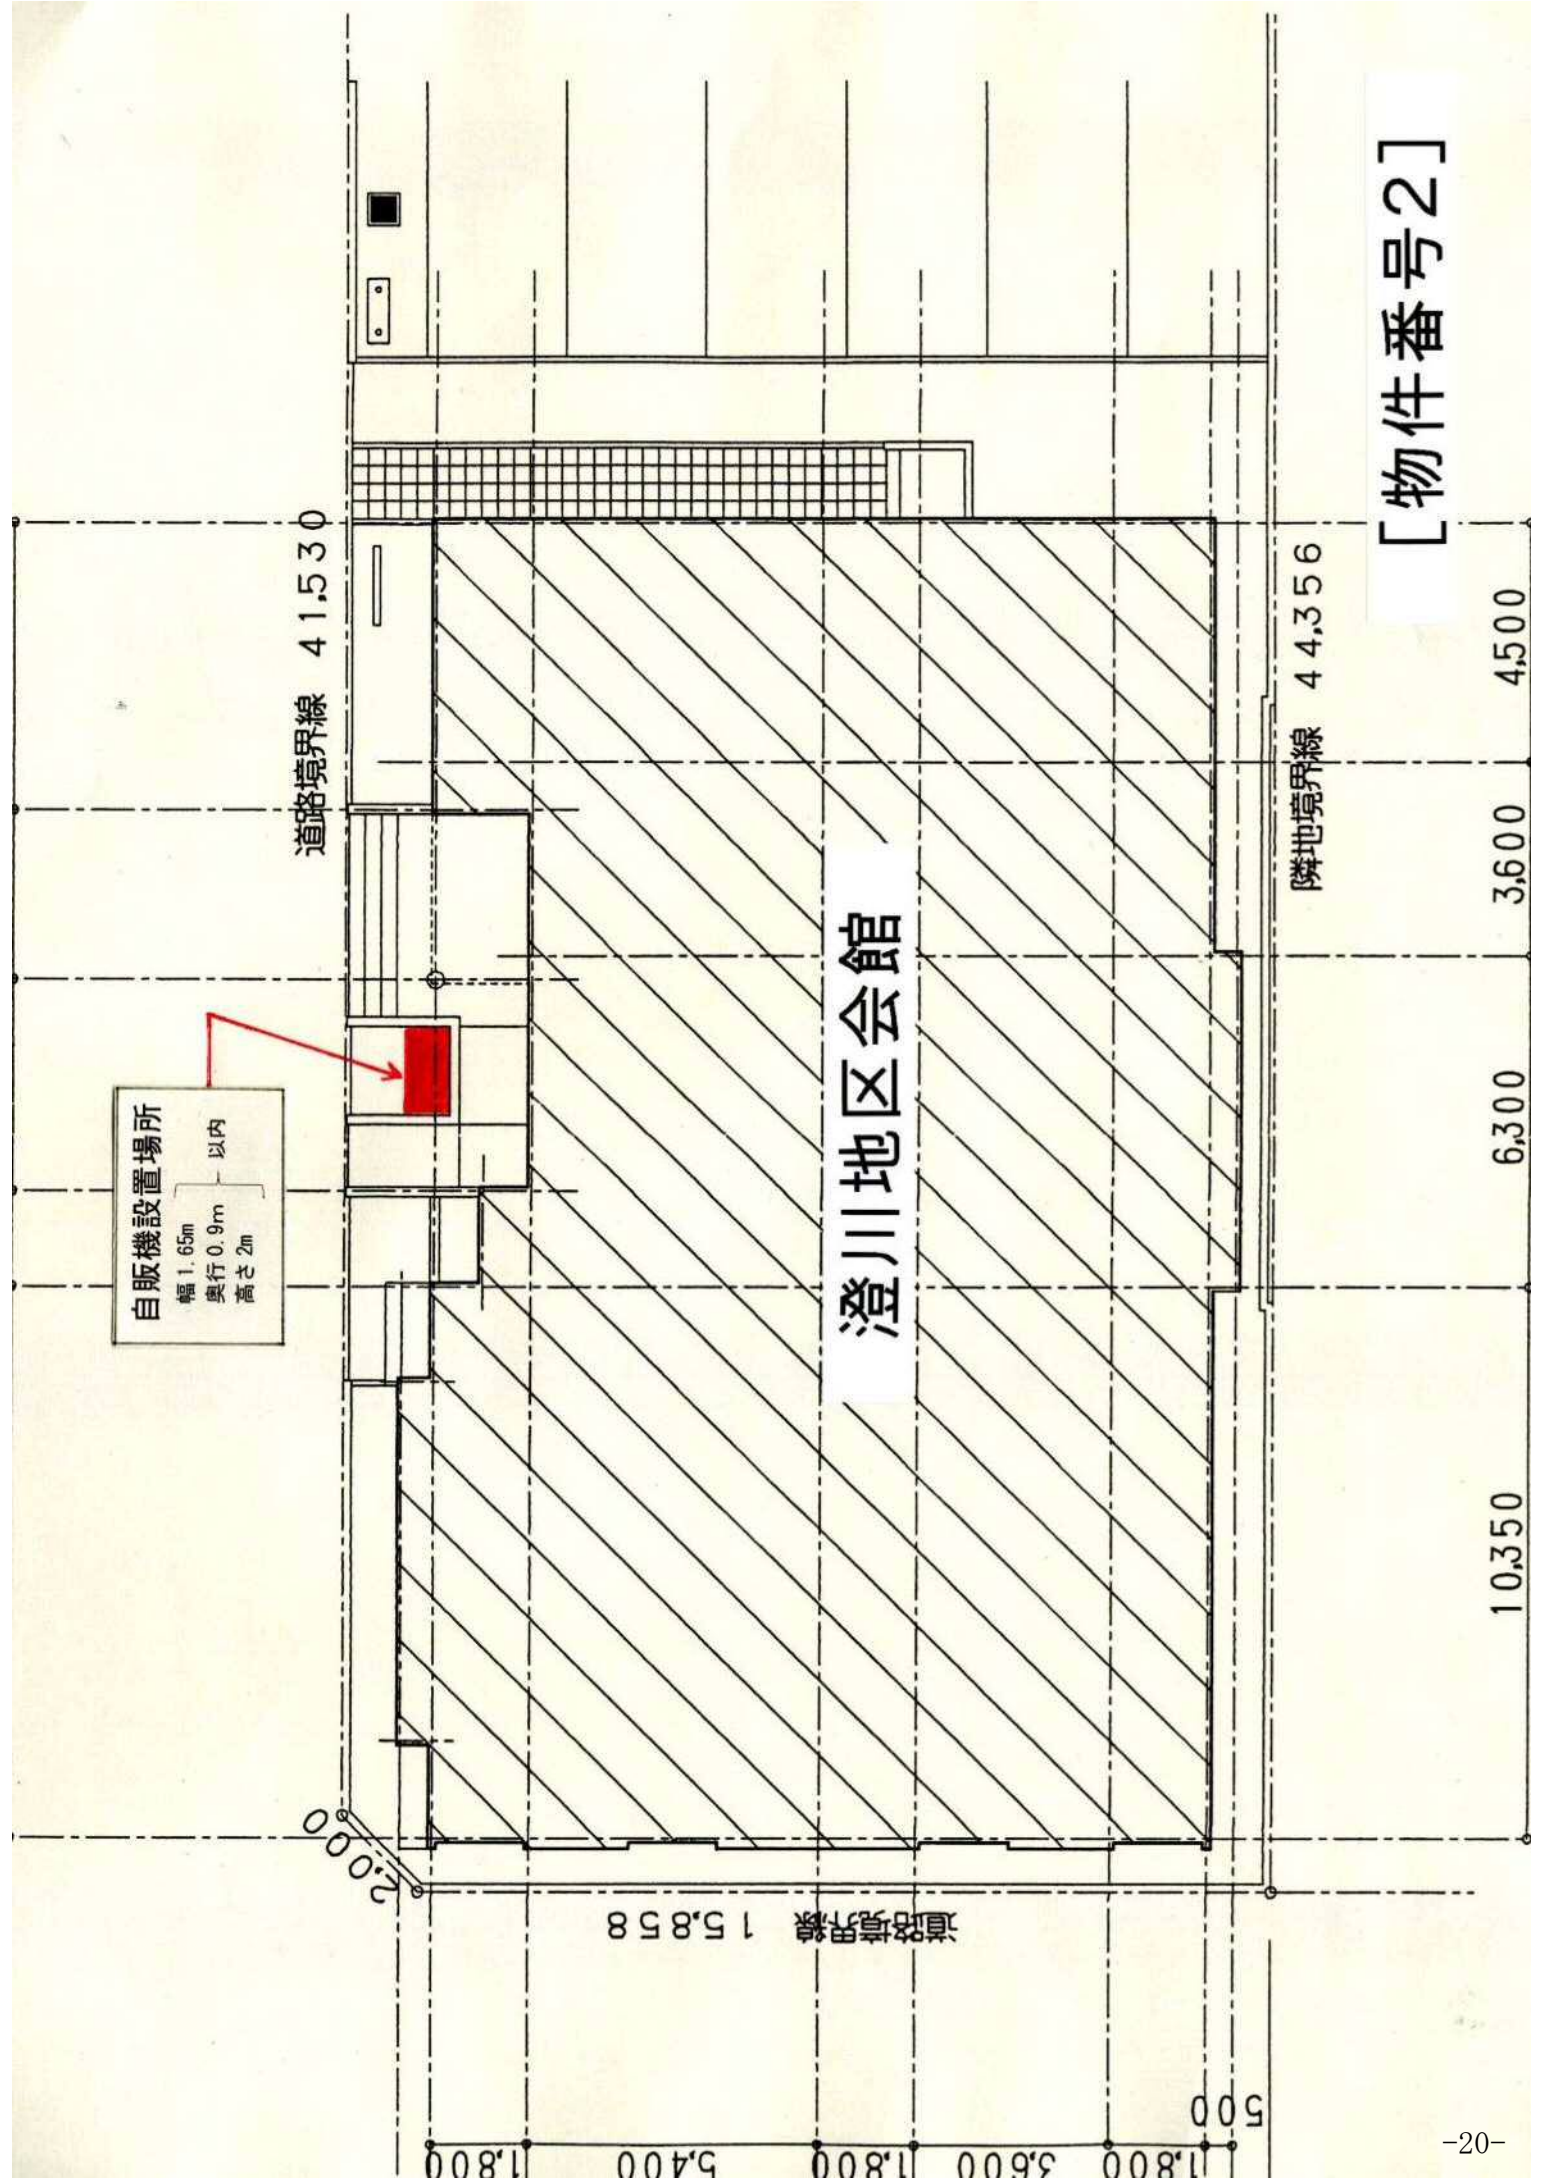 [物件番号2]
道路境界線 41,530
自販機設置場所
幅1.65m
奥行0.9m 以内
高さ2m
澄川地区会館
隣地境界線 44,356
10,350
6,300
3,600
4,500
2,000
道路境界線 15,858
1,800
5,400
1,800
3,600
1,800
500
-20-